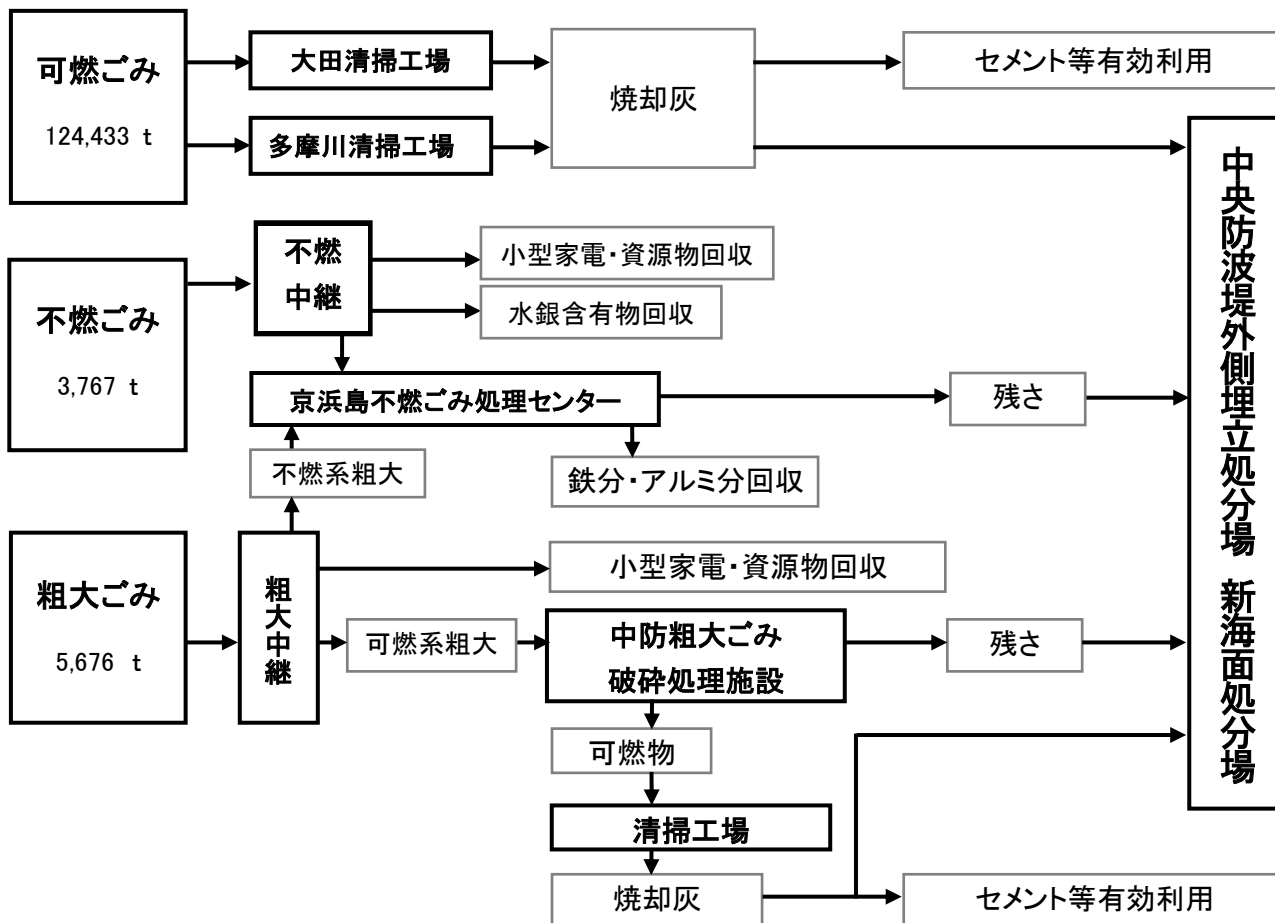 可燃ごみ
124,433 t
大田清掃工場
多摩川清掃工場
焼却灰
セメント等有効利用
不燃ごみ
3,767 t
不燃
中継
小型家電・資源物回収
水銀含有物回収
京浜島不燃ごみ処理センター
残さ
不燃系粗大
鉄分・アルミ分回収
粗大ごみ
5,676 t
粗大中継
小型家電・資源物回収
可燃系粗大
中防粗大ごみ
破砕処理施設
残さ
可燃物
清掃工場
焼却灰
セメント等有効利用
中央防波堤外側埋立処分場 新海面処分場